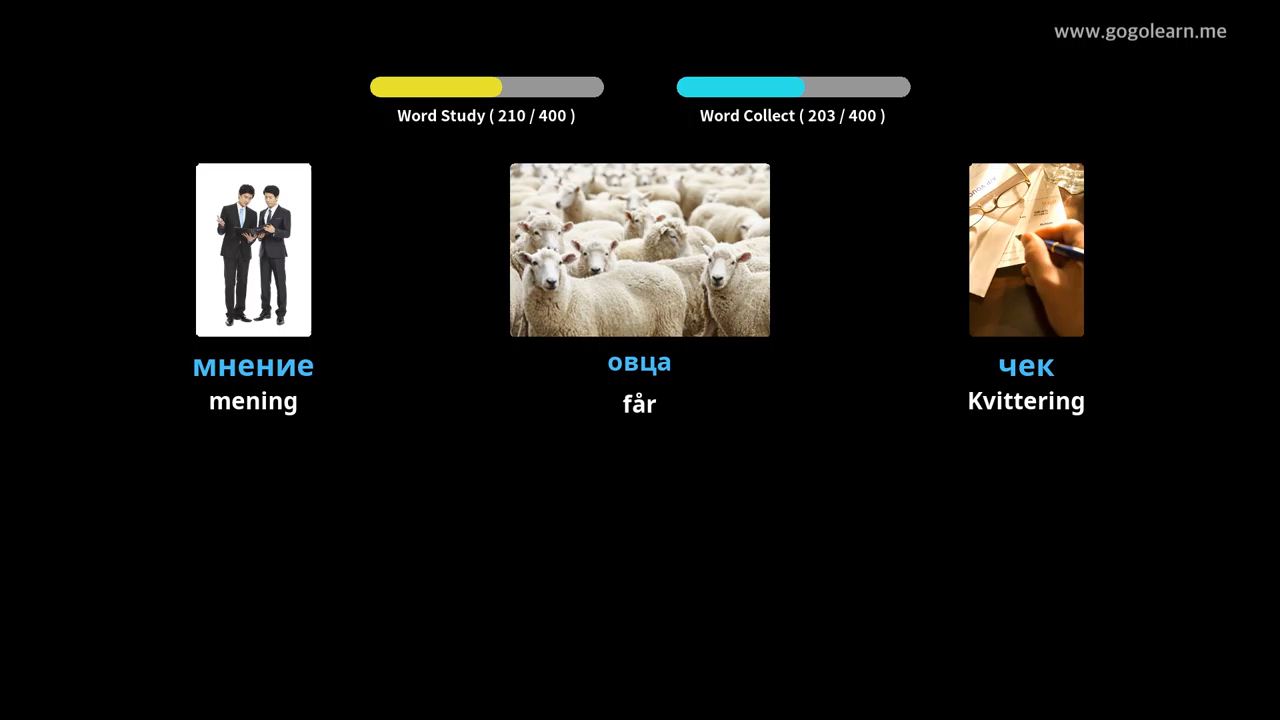 www.gogolearn.me
Word Study ( 210 / 400 )
Word Collect ( 203 / 400 )
мнение
mening
овца
får
чек
Kvittering